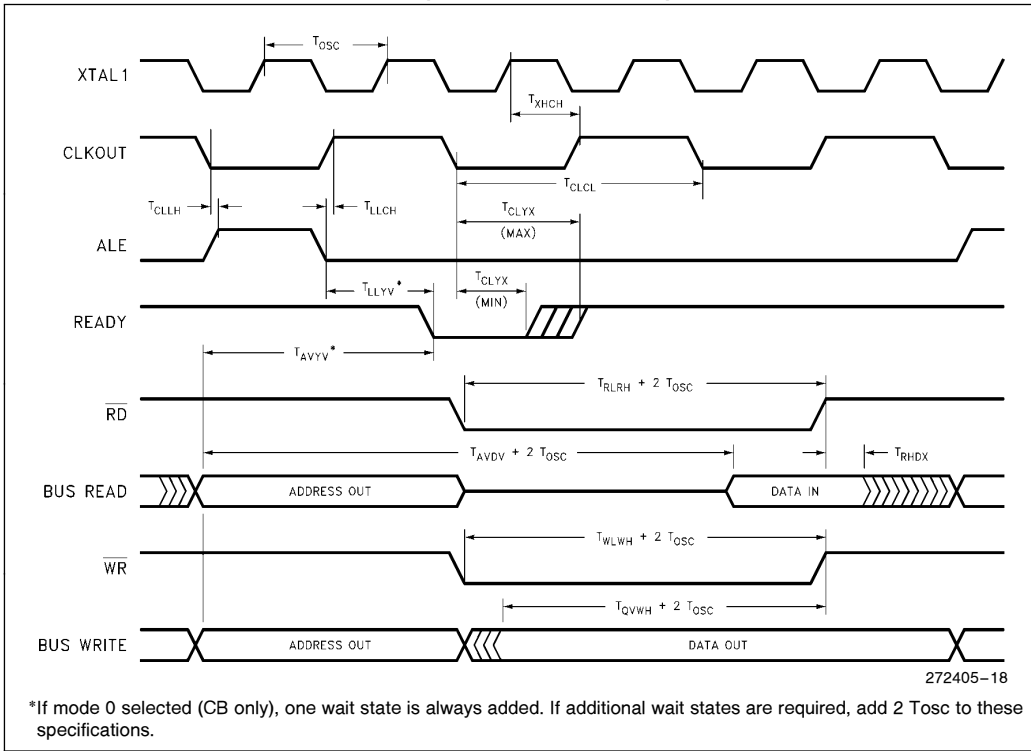 TOSC
XTAL1
TXHCH
CLKOUT
TCLCL
TCLLH
TLLCH
TCLYX
(MAX)
ALE
TLLYV*
TCLYX
(MIN)
READY
TAVYV*
TRLRH + 2 TOSC
RD
TAVDV + 2 TOSC
TRHDX
BUS READ
ADDRESS OUT
DATA IN
TWLWH + 2 TOSC
WR
TQVWH + 2 TOSC
BUS WRITE
ADDRESS OUT
DATA OUT
272405–18
*If mode 0 selected (CB only), one wait state is always added. If additional wait states are required, add 2 Tosc to these
specifications.